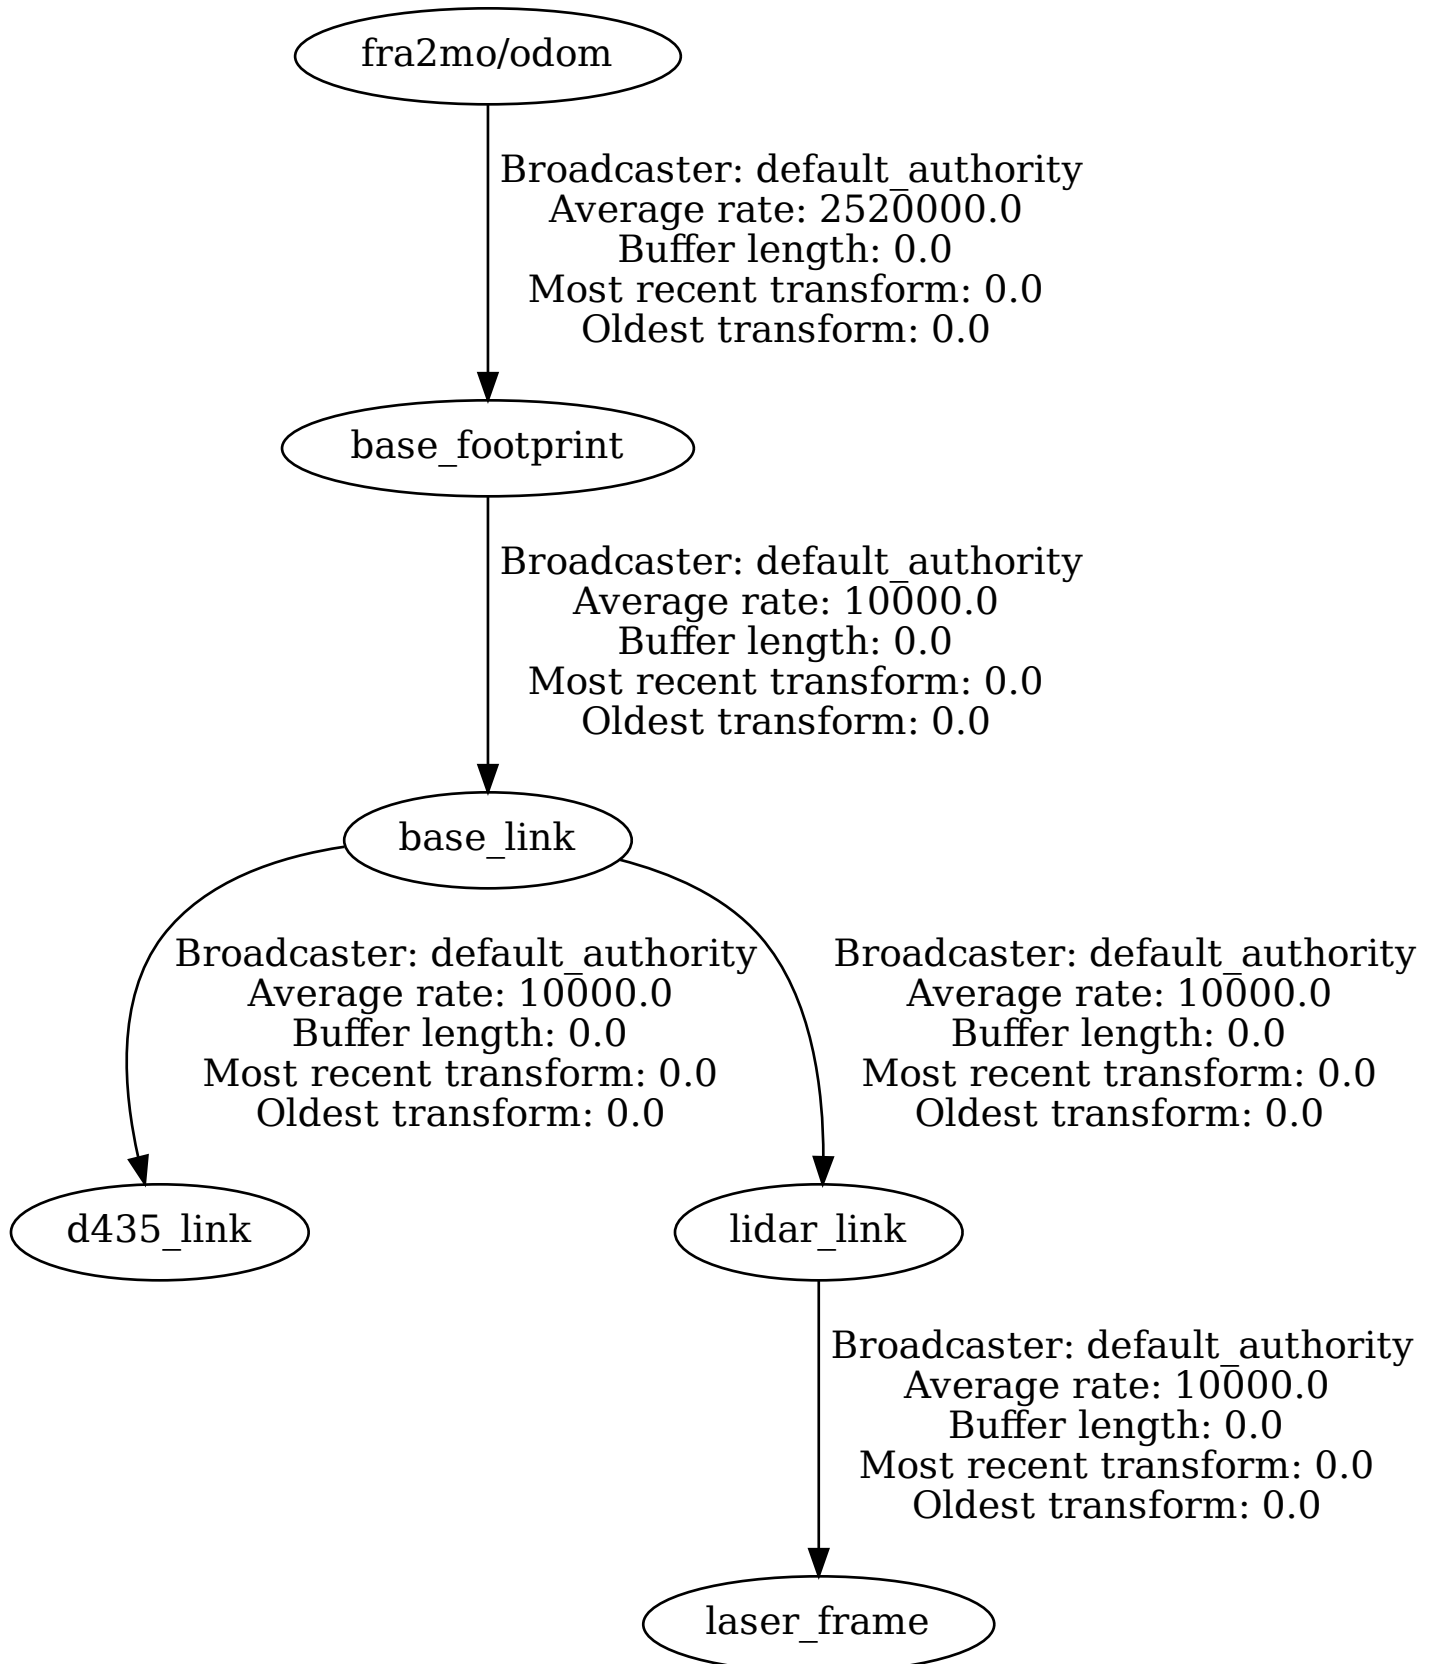 fra2mo/odom
Broadcaster: default_authority
Average rate: 2520000.0
Buffer length: 0.0
Most recent transform: 0.0
Oldest transform: 0.0
base_footprint
Broadcaster: default_authority
Average rate: 10000.0
Buffer length: 0.0
Most recent transform: 0.0
Oldest transform: 0.0
base_link
Broadcaster: default_authority
Average rate: 10000.0
Buffer length: 0.0
Most recent transform: 0.0
Oldest transform: 0.0
Broadcaster: default_authority
Average rate: 10000.0
Buffer length: 0.0
Most recent transform: 0.0
Oldest transform: 0.0
d435_link
lidar_link
Broadcaster: default_authority
Average rate: 10000.0
Buffer length: 0.0
Most recent transform: 0.0
Oldest transform: 0.0
laser_frame